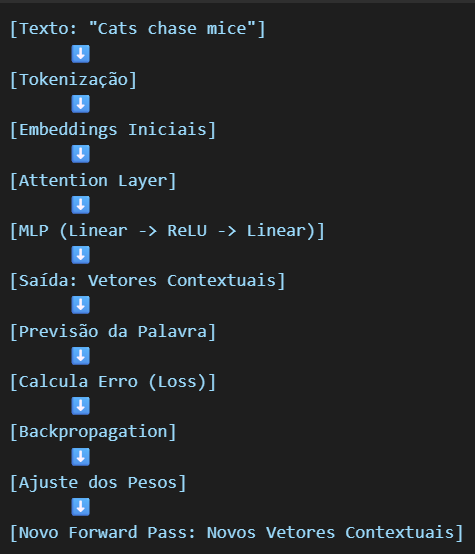 [Texto: "Cats chase mice"]
⬇️
[Tokenização]
⬇️
[Embeddings Iniciais]
⬇️
[Attention Layer]
⬇️
[MLP (Linear -> ReLU -> Linear)]
⬇️
[Saída: Vetores Contextuais]
⬇️
[Previsão da Palavra]
⬇️
[Calcula Erro (Loss)]
⬇️
[Backpropagation]
⬇️
[Ajuste dos Pesos]
⬇️
[Novo Forward Pass: Novos Vetores Contextuais]